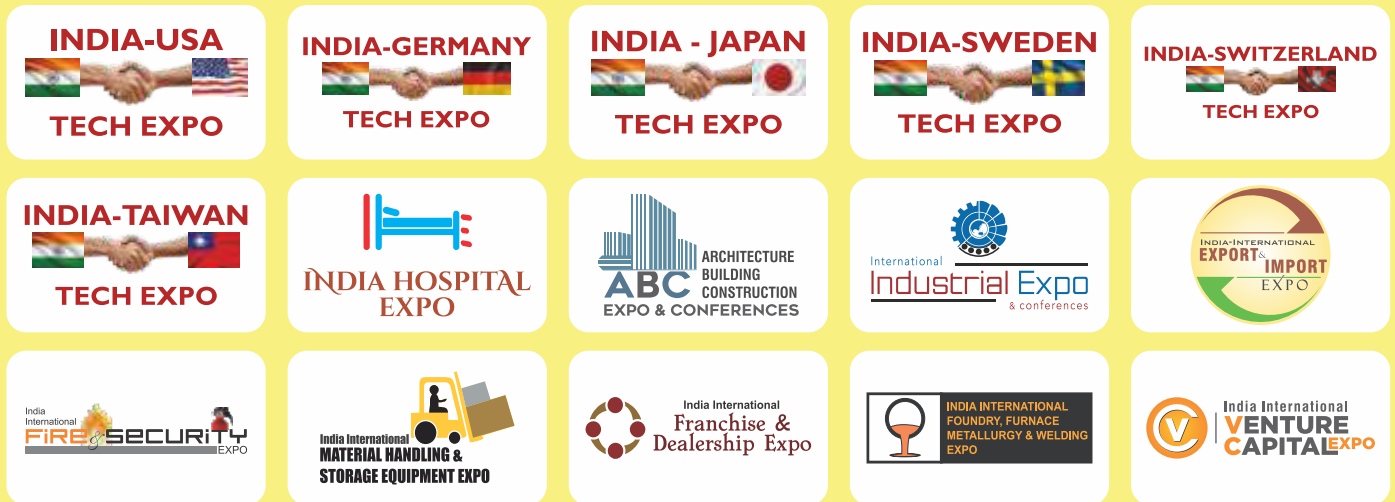 INDIA-USA
TECH EXPO
INDIA-GERMANY
TECH EXPO
INDIA - JAPAN
TECH EXPO
INDIA-SWEDEN
TECH EXPO
INDIA-SWITZERLAND
TECH EXPO
INDIA-TAIWAN
TECH EXPO
INDIA HOSPITAL
EXPO
ABC
ARCHITECTURE
BUILDING
CONSTRUCTION
EXPO & CONFERENCES
International
Industrial Expo
& conferences
INDIA-INTERNATIONAL
EXPORT &
IMPORT
EXPO
India
International
FiRE & SECURiTY
EXPO
India International
MATERIAL HANDLING &
STORAGE EQUIPMENT EXPO
India International
Franchise &
Dealership Expo
INDIA INTERNATIONAL
FOUNDRY, FURNACE
METALLURGY & WELDING
EXPO
CV
India International
VENTURE
CAPITAL EXPO